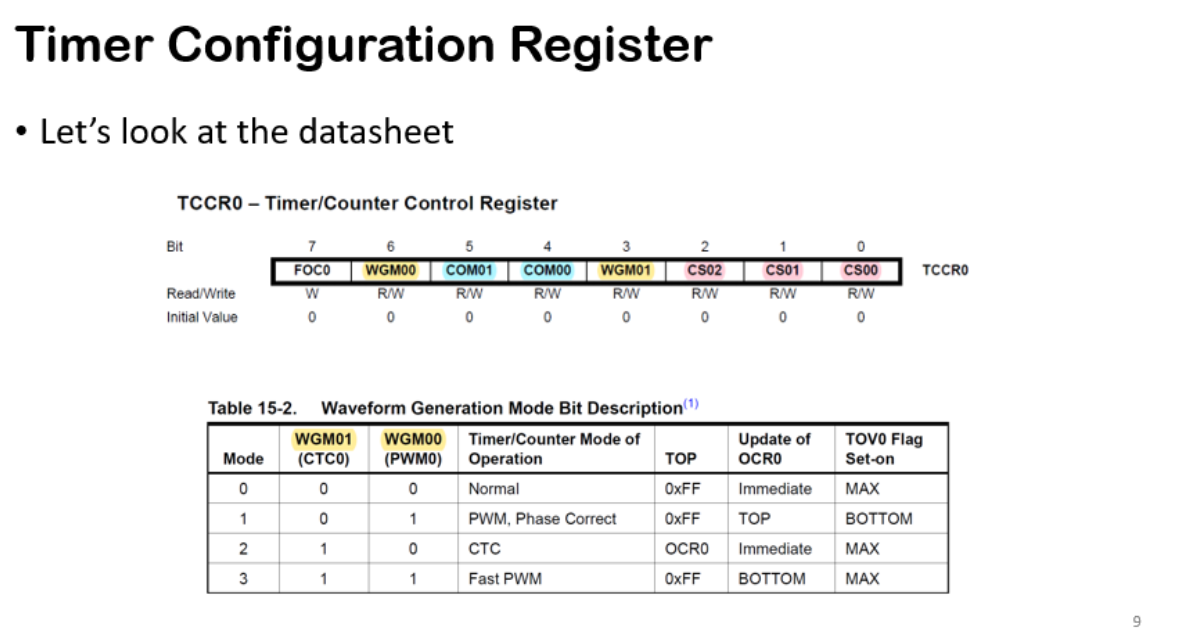 Timer Configuration Register
• Let's look at the datasheet
TCCR0 – Timer/Counter Control Register
Bit 7 6 5 4 3 2 1 0
FOC0 WGM00 COM01 COM00 WGM01 CS02 CS01 CS00 TCCR0
Read/Write W R/W R/W R/W R/W R/W R/W R/W
Initial Value 0 0 0 0 0 0 0 0
Table 15-2. Waveform Generation Mode Bit Description(1)
Mode WGM01 (CTC0) WGM00 (PWM0) Timer/Counter Mode of Operation TOP Update of OCR0 TOV0 Flag Set-on
0 0 0 Normal 0xFF Immediate MAX
1 0 1 PWM, Phase Correct 0xFF TOP BOTTOM
2 1 0 CTC OCR0 Immediate MAX
3 1 1 Fast PWM 0xFF BOTTOM MAX
9